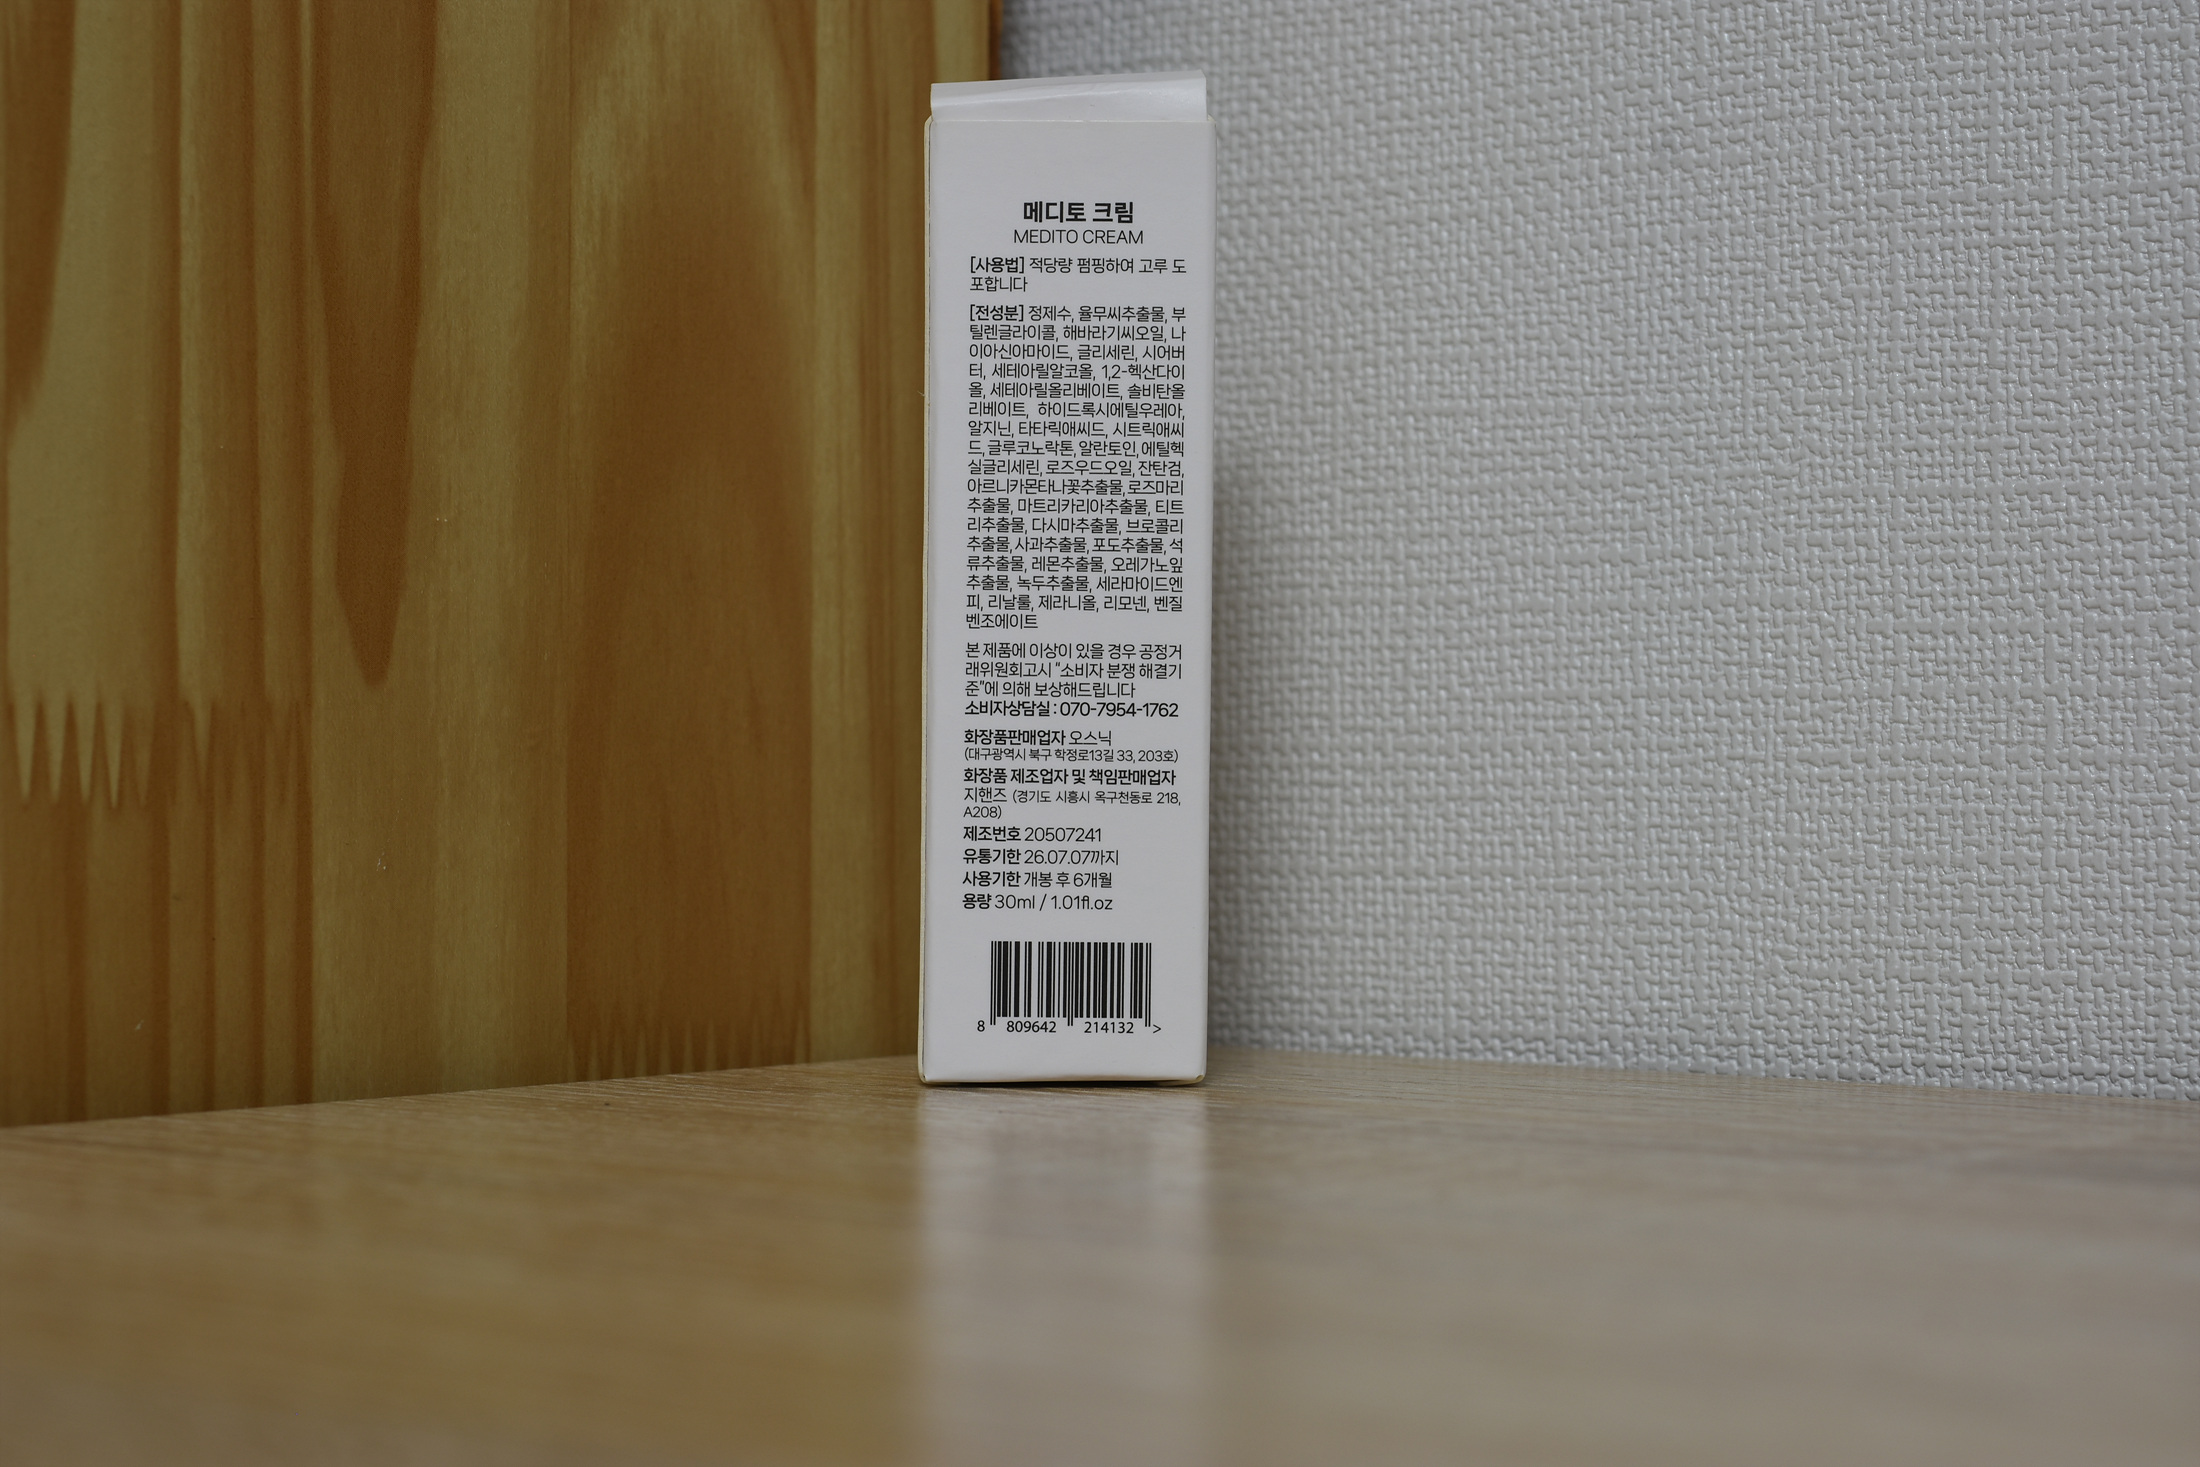 메디토 크림
MEDITO CREAM
[사용법] 적당량 펌핑하여 고루 도
포합니다
[전성분] 정제수, 율무씨추출물, 부
틸렌글라이콜, 해바라기씨오일, 나
이아신아마이드, 글리세린, 시어버
터, 세테아릴알코올, 1,2-헥산다이
올, 세테아릴올리베이트, 솔비탄올
리베이트, 하이드록시에틸우레아,
알지닌, 타타릭애씨드, 시트릭애씨
드, 글루코노락톤, 알란토인, 에틸헥
실글리세린, 로즈우드오일, 잔탄검,
아르니카몬타나꽃추출물, 로즈마리
추출물, 마트리카리아추출물, 티트
리추출물, 다시마추출물, 브로콜리
추출물, 사과추출물, 포도추출물, 석
류추출물, 레몬추출물, 오레가노잎
추출물, 녹두추출물, 세라마이드엔
피, 리날룰, 제라니올, 리모넨, 벤질
벤조에이트
본 제품에 이상이 있을 경우 공정거
래위원회고시 "소비자 분쟁 해결기
준"에 의해 보상해드립니다
소비자상담실 : 070-7954-1762
화장품판매업자 오스닉
(대구광역시 북구 학정로13길 33, 203호)
화장품 제조업자 및 책임판매업자
지핸즈 (경기도 시흥시 옥구천동로 218,
A208)
제조번호 20507241
유통기한 26.07.07까지
사용기한 개봉 후 6개월
용량 30ml / 1.01fl.oz
8 809642 214132 >